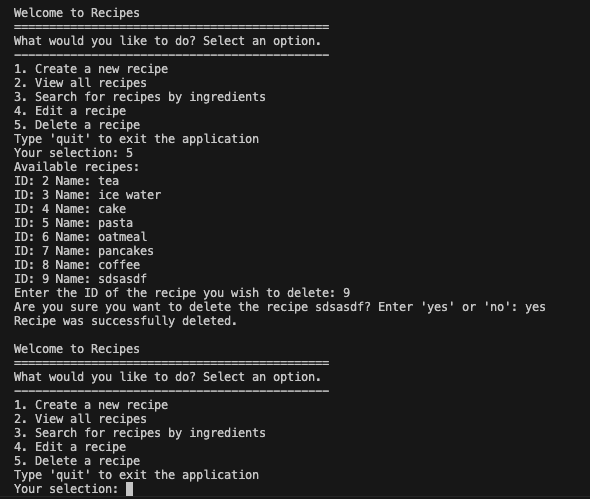 Welcome to Recipes
=============================================
What would you like to do? Select an option.
---------------------------------------------
1. Create a new recipe
2. View all recipes
3. Search for recipes by ingredients
4. Edit a recipe
5. Delete a recipe
Type 'quit' to exit the application
Your selection: 5
Available recipes:
ID: 2 Name: tea
ID: 3 Name: ice water
ID: 4 Name: cake
ID: 5 Name: pasta
ID: 6 Name: oatmeal
ID: 7 Name: pancakes
ID: 8 Name: coffee
ID: 9 Name: sdsasdf
Enter the ID of the recipe you wish to delete: 9
Are you sure you want to delete the recipe sdsasdf? Enter 'yes' or 'no': yes
Recipe was successfully deleted.

Welcome to Recipes
=============================================
What would you like to do? Select an option.
---------------------------------------------
1. Create a new recipe
2. View all recipes
3. Search for recipes by ingredients
4. Edit a recipe
5. Delete a recipe
Type 'quit' to exit the application
Your selection: